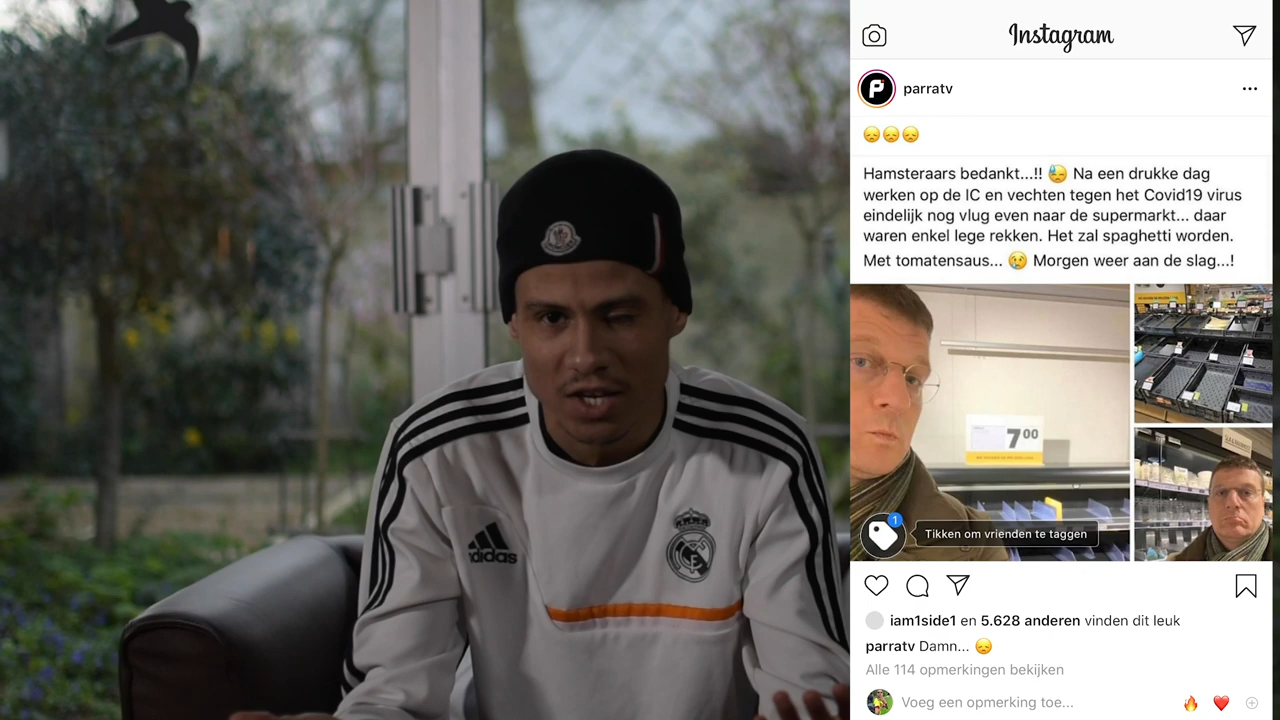 adidas
Instagram
parratv
Hamsteraars bedankt...!! 😓 Na een drukke dag
werken op de IC en vechten tegen het Covid19 virus
eindelijk nog vlug even naar de supermarkt... daar
waren enkel lege rekken. Het zal spaghetti worden.
Met tomatensaus... 😢 Morgen weer aan de slag...!
7⁰⁰
1
Tikken om vrienden te taggen
iam1side1 en 5.628 anderen vinden dit leuk
parratv Damn... 😞
Alle 114 opmerkingen bekijken
Voeg een opmerking toe...